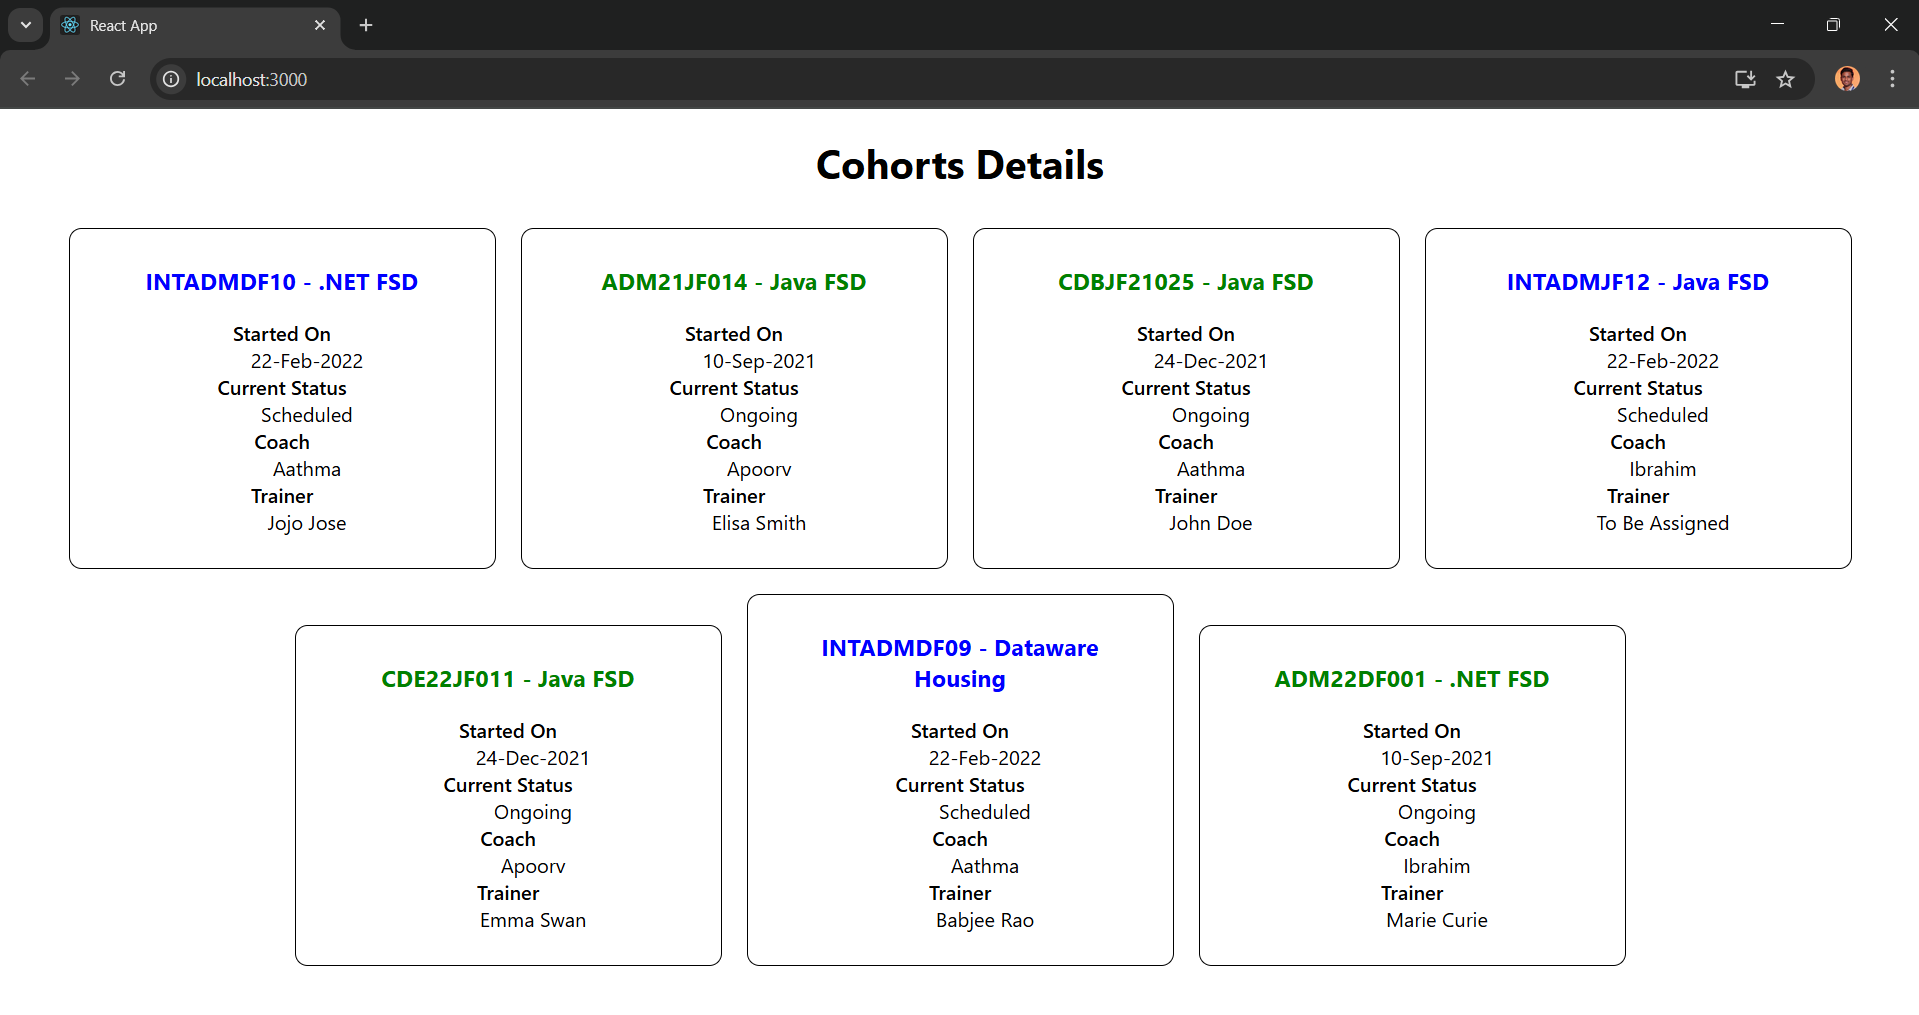 React App
localhost:3000
Cohorts Details
INTADMDF10 - .NET FSD
Started On
22-Feb-2022
Current Status
Scheduled
Coach
Aathma
Trainer
Jojo Jose
ADM21JF014 - Java FSD
Started On
10-Sep-2021
Current Status
Ongoing
Coach
Apoorv
Trainer
Elisa Smith
CDBJF21025 - Java FSD
Started On
24-Dec-2021
Current Status
Ongoing
Coach
Aathma
Trainer
John Doe
INTADMJF12 - Java FSD
Started On
22-Feb-2022
Current Status
Scheduled
Coach
Ibrahim
Trainer
To Be Assigned
CDE22JF011 - Java FSD
Started On
24-Dec-2021
Current Status
Ongoing
Coach
Apoorv
Trainer
Emma Swan
INTADMDF09 - Dataware
Housing
Started On
22-Feb-2022
Current Status
Scheduled
Coach
Aathma
Trainer
Babjee Rao
ADM22DF001 - .NET FSD
Started On
10-Sep-2021
Current Status
Ongoing
Coach
Ibrahim
Trainer
Marie Curie